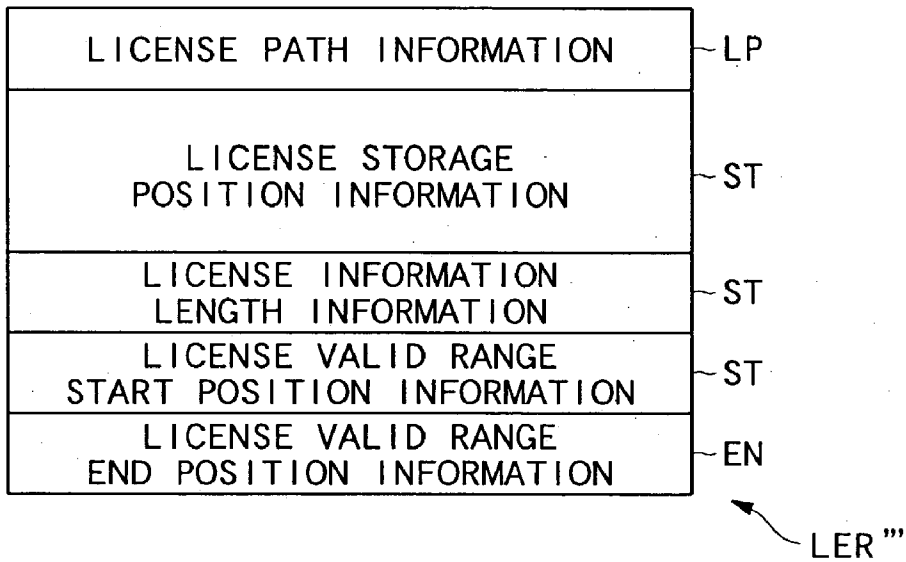 LICENSE PATH INFORMATION LP
LICENSE STORAGE
POSITION INFORMATION ST
LICENSE INFORMATION
LENGTH INFORMATION ST
LICENSE VALID RANGE
START POSITION INFORMATION ST
LICENSE VALID RANGE
END POSITION INFORMATION EN
LER'''